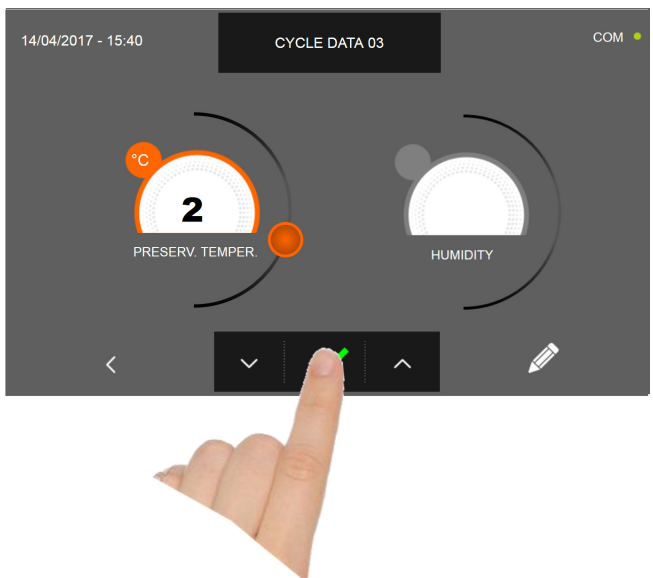 14/04/2017 - 15:40
CYCLE DATA 03
COM
°C
2
PRESERV. TEMPER.
HUMIDITY